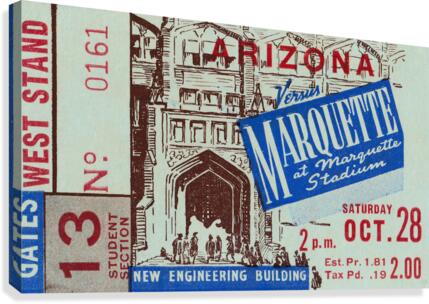 GATES
WEST STAND
13
STUDENT
SECTION
Nº 0161
ARIZONA
Versus
MARQUETTE
at Marquette
Stadium
SATURDAY
OCT. 28
2 p.m.
Est. Pr. 1.81
Tax Pd. .19
2.00
NEW ENGINEERING BUILDING